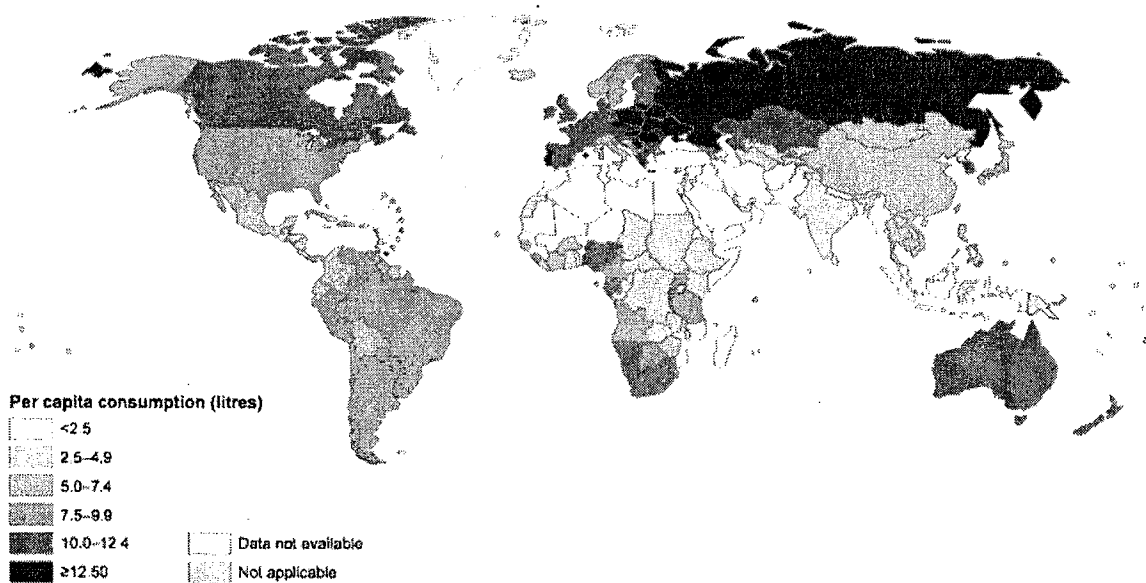 Per capita consumption (litres)
<2.5
2.5–4.9
5.0–7.4
7.5–9.9
10.0–12.4
≥12.50
Data not available
Not applicable